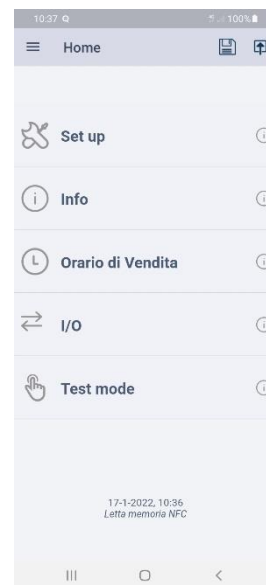 10:37 Q 100%
Home
Set up
Info
Orario di Vendita
I/O
Test mode
17-1-2022, 10:36
Letta memoria NFC